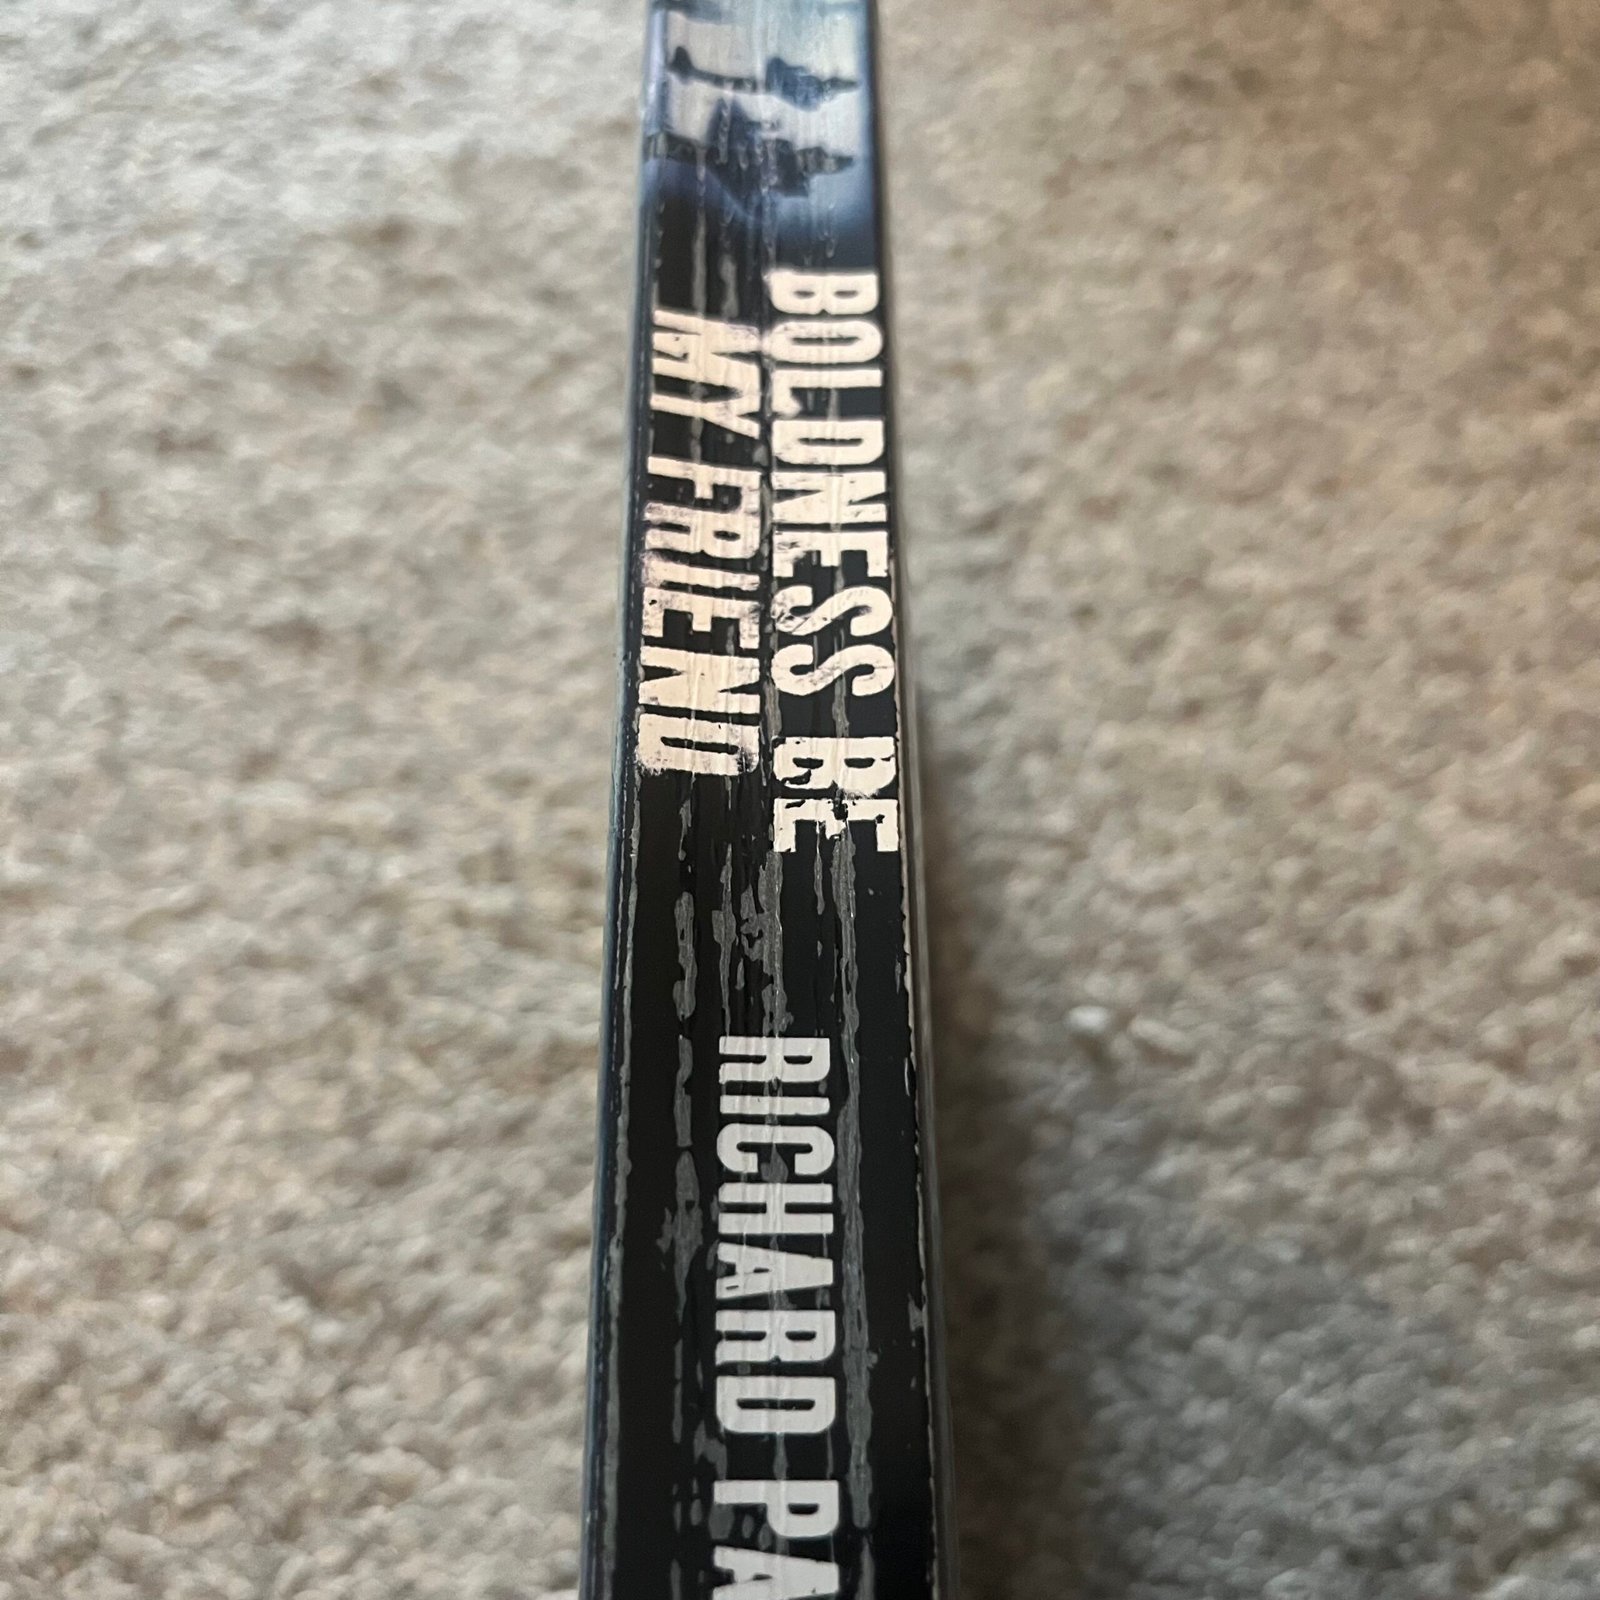 BOLDNESS BE
MY FRIEND
RICHARD PA